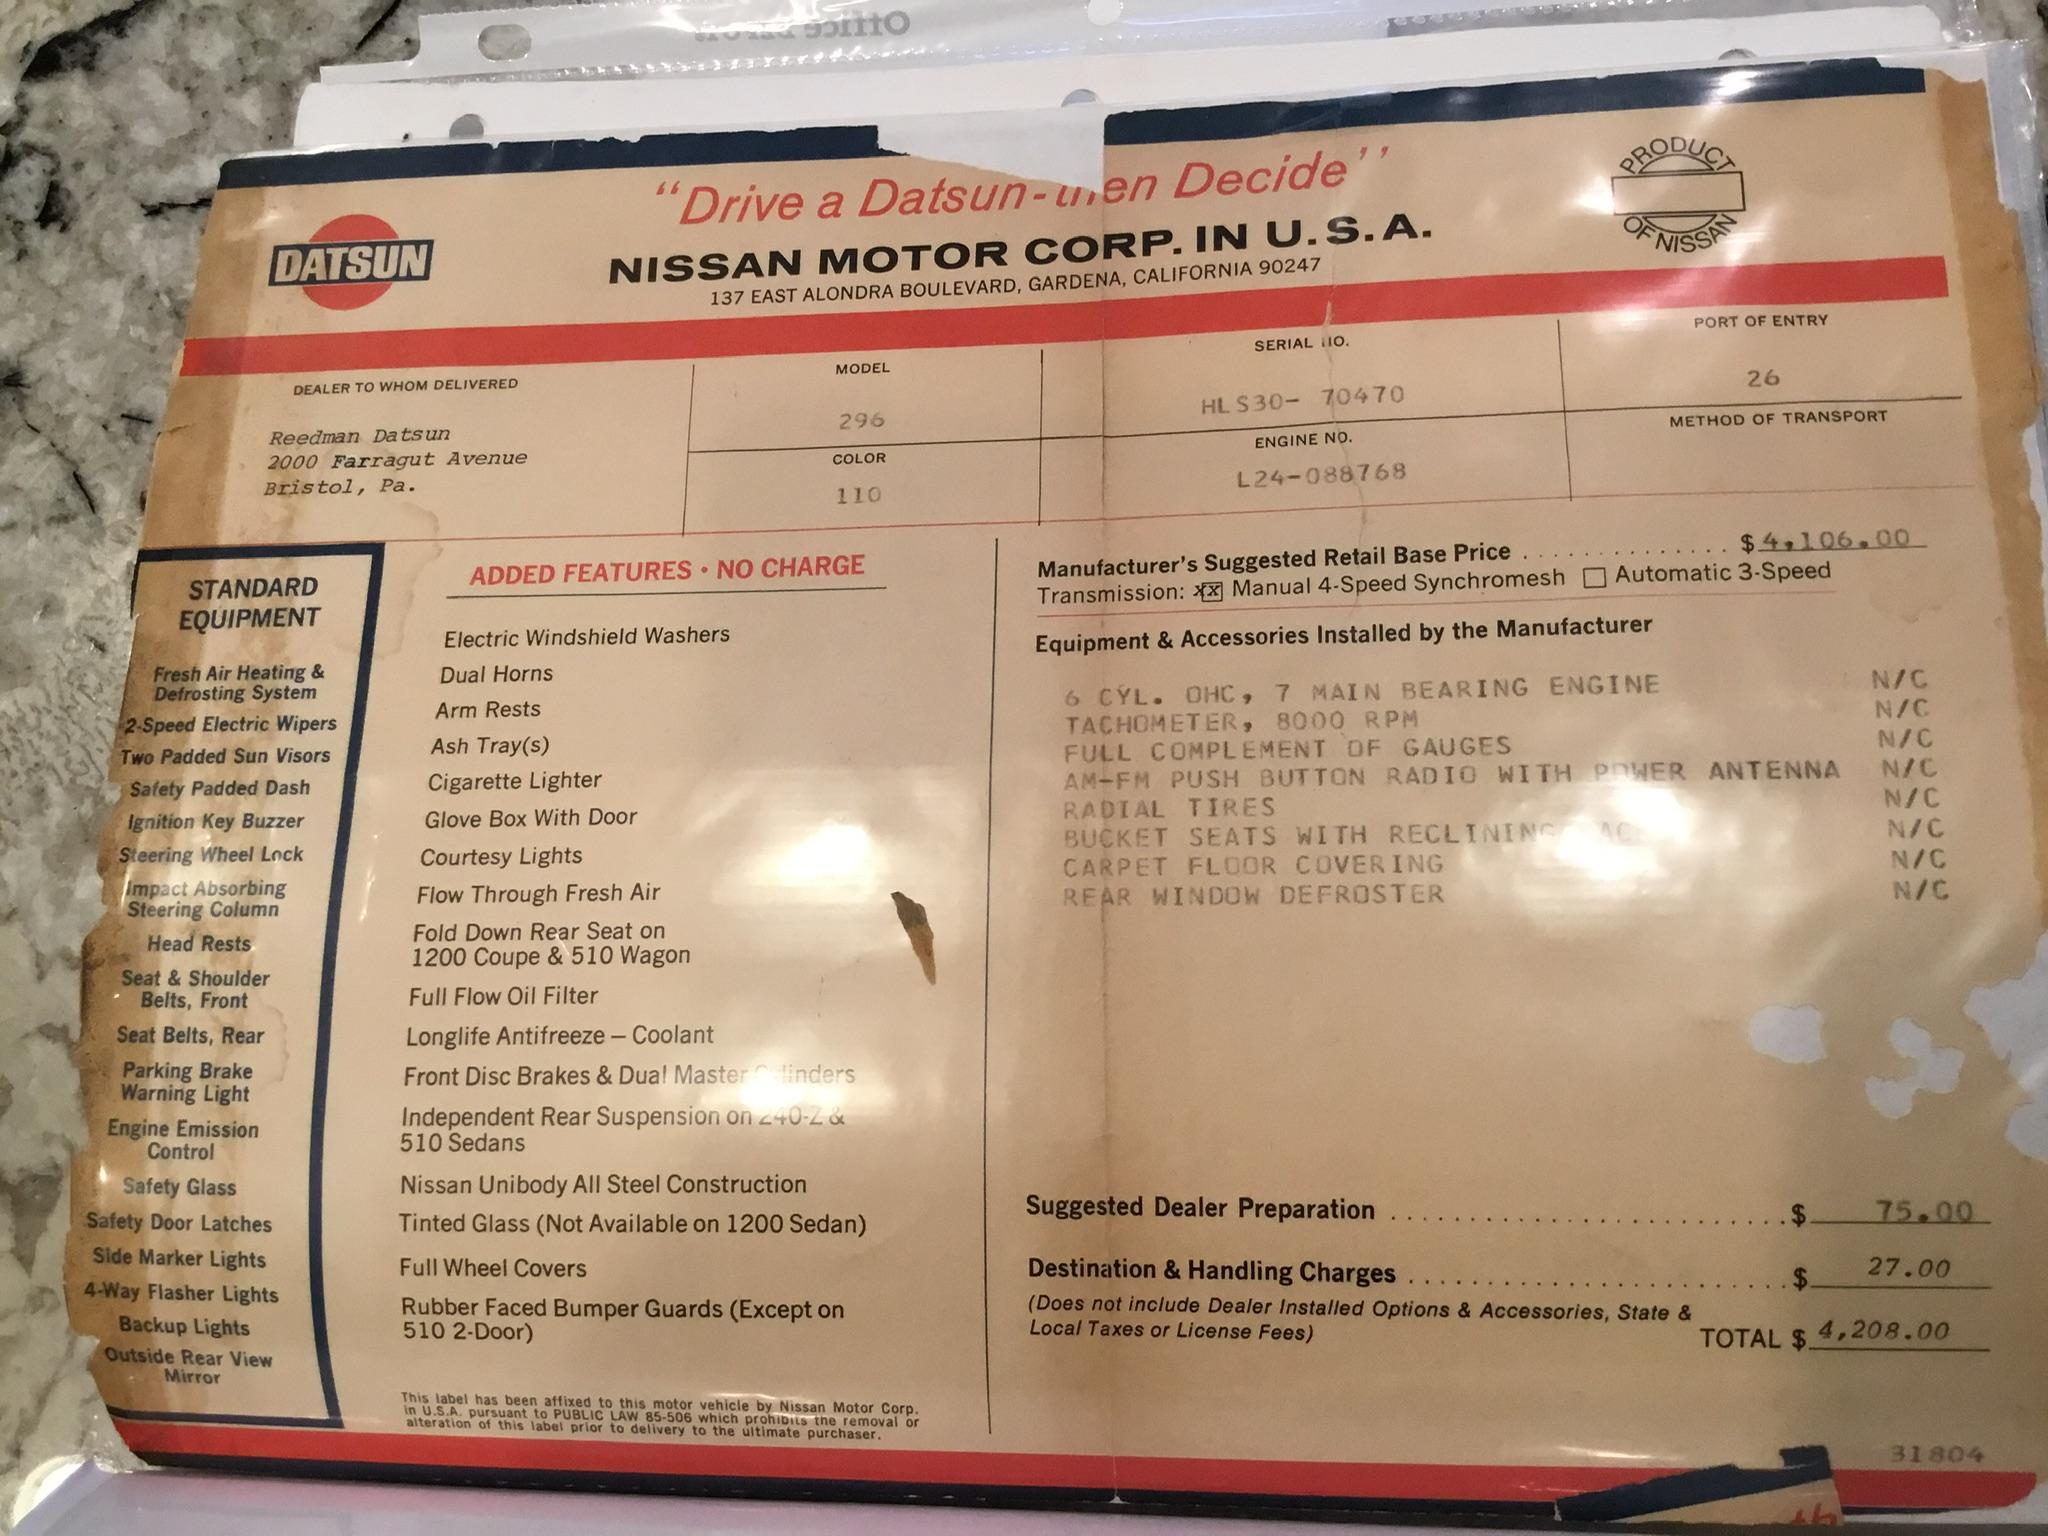 Office Depot
"Drive a Datsun-then Decide"
DATSUN
NISSAN MOTOR CORP. IN U.S.A.
137 EAST ALONDRA BOULEVARD, GARDENA, CALIFORNIA 90247
PRODUCT
OF NISSAN
DEALER TO WHOM DELIVERED
Reedman Datsun
2000 Farragut Avenue
Bristol, Pa.
MODEL
296
COLOR
110
SERIAL NO.
HLS30- 70470
ENGINE NO.
L24-088768
PORT OF ENTRY
26
METHOD OF TRANSPORT
STANDARD
EQUIPMENT
Fresh Air Heating &
Defrosting System
2-Speed Electric Wipers
Two Padded Sun Visors
Safety Padded Dash
Ignition Key Buzzer
Steering Wheel Lock
Impact Absorbing
Steering Column
Head Rests
Seat & Shoulder
Belts, Front
Seat Belts, Rear
Parking Brake
Warning Light
Engine Emission
Control
Safety Glass
Safety Door Latches
Side Marker Lights
4-Way Flasher Lights
Backup Lights
Outside Rear View
Mirror
ADDED FEATURES • NO CHARGE
Electric Windshield Washers
Dual Horns
Arm Rests
Ash Tray(s)
Cigarette Lighter
Glove Box With Door
Courtesy Lights
Flow Through Fresh Air
Fold Down Rear Seat on
1200 Coupe & 510 Wagon
Full Flow Oil Filter
Longlife Antifreeze – Coolant
Front Disc Brakes & Dual Master Cylinders
Independent Rear Suspension on 240-Z &
510 Sedans
Nissan Unibody All Steel Construction
Tinted Glass (Not Available on 1200 Sedan)
Full Wheel Covers
Rubber Faced Bumper Guards (Except on
510 2-Door)
This label has been affixed to this motor vehicle by Nissan Motor Corp.
in U.S.A. pursuant to PUBLIC LAW 85-506 which prohibits the removal or
alteration of this label prior to delivery to the ultimate purchaser.
Manufacturer's Suggested Retail Base Price . . . . . . . . . . . . . $ 4,106.00
Transmission: xx Manual 4-Speed Synchromesh Automatic 3-Speed
Equipment & Accessories Installed by the Manufacturer
6 CYL. OHC, 7 MAIN BEARING ENGINE N/C
TACHOMETER, 8000 RPM N/C
FULL COMPLEMENT OF GAUGES N/C
AM-FM PUSH BUTTON RADIO WITH POWER ANTENNA N/C
RADIAL TIRES N/C
BUCKET SEATS WITH RECLINING N/C
CARPET FLOOR COVERING N/C
REAR WINDOW DEFROSTER N/C
Suggested Dealer Preparation . . . . . . . . . . . . . . . . . . . . . . . . $ 75.00
Destination & Handling Charges . . . . . . . . . . . . . . . . . . . . . . . $ 27.00
(Does not include Dealer Installed Options & Accessories, State &
Local Taxes or License Fees)
TOTAL $ 4,208.00
31804